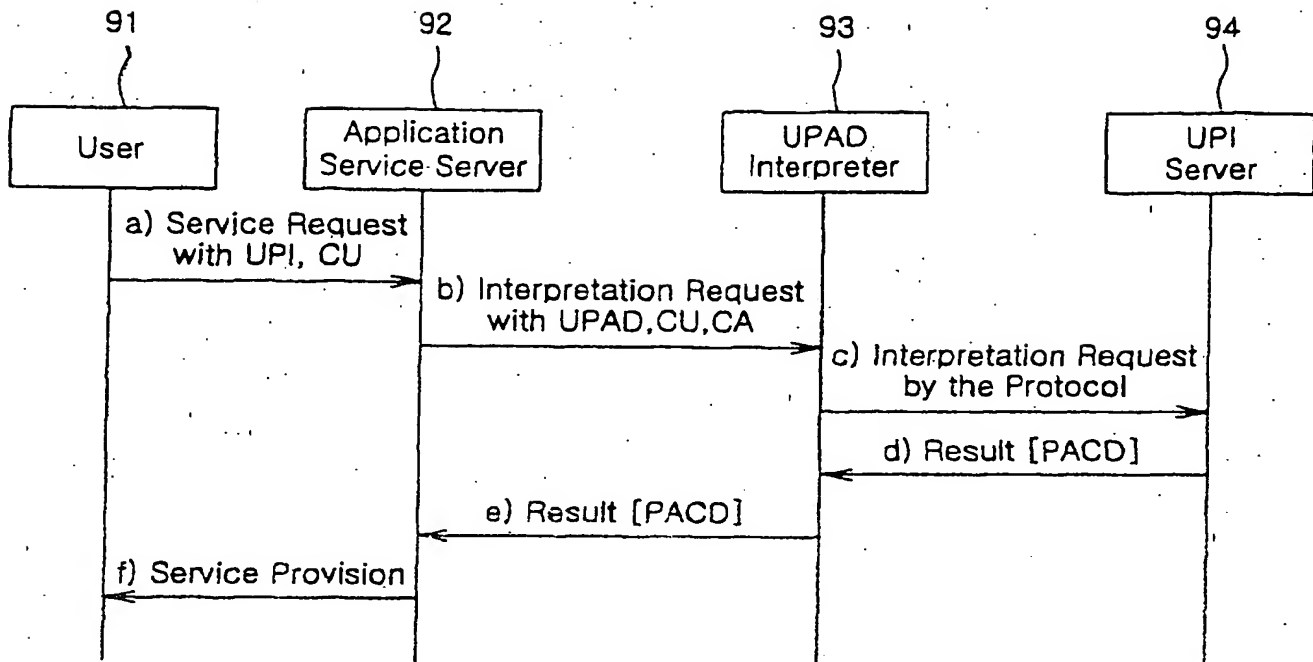 91
92
93
94
User
Application
Service Server
UPAD
Interpreter
UPI
Server
a) Service Request
with UPI, CU
b) Interpretation Request
with UPAD,CU,CA
c) Interpretation Request
by the Protocol
d) Result [PACD]
e) Result [PACD]
f) Service Provision